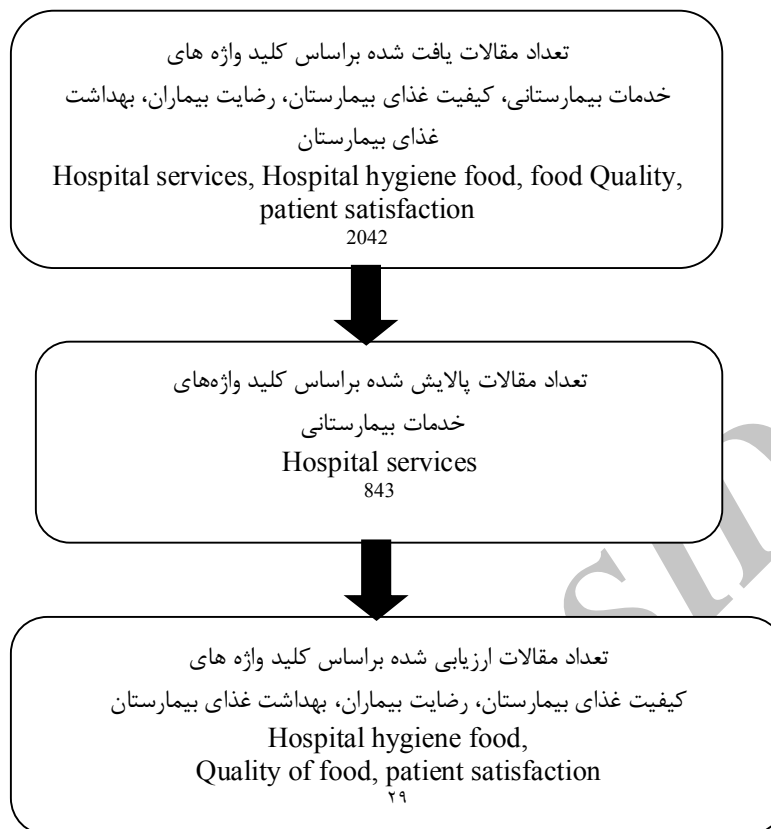 تعداد مقالات یافت شده براساس کلید واژه های
خدمات بیمارستانی، کیفیت غذای بیمارستان، رضایت بیماران، بهداشت
غذای بیمارستان
Hospital services, Hospital hygiene food, food Quality,
patient satisfaction
2042
تعداد مقالات پالایش شده براساس کلید واژه‌های
خدمات بیمارستانی
Hospital services
843
تعداد مقالات ارزیابی شده براساس کلید واژه های
کیفیت غذای بیمارستان، رضایت بیماران، بهداشت غذای بیمارستان
Hospital hygiene food,
Quality of food, patient satisfaction
۲۹